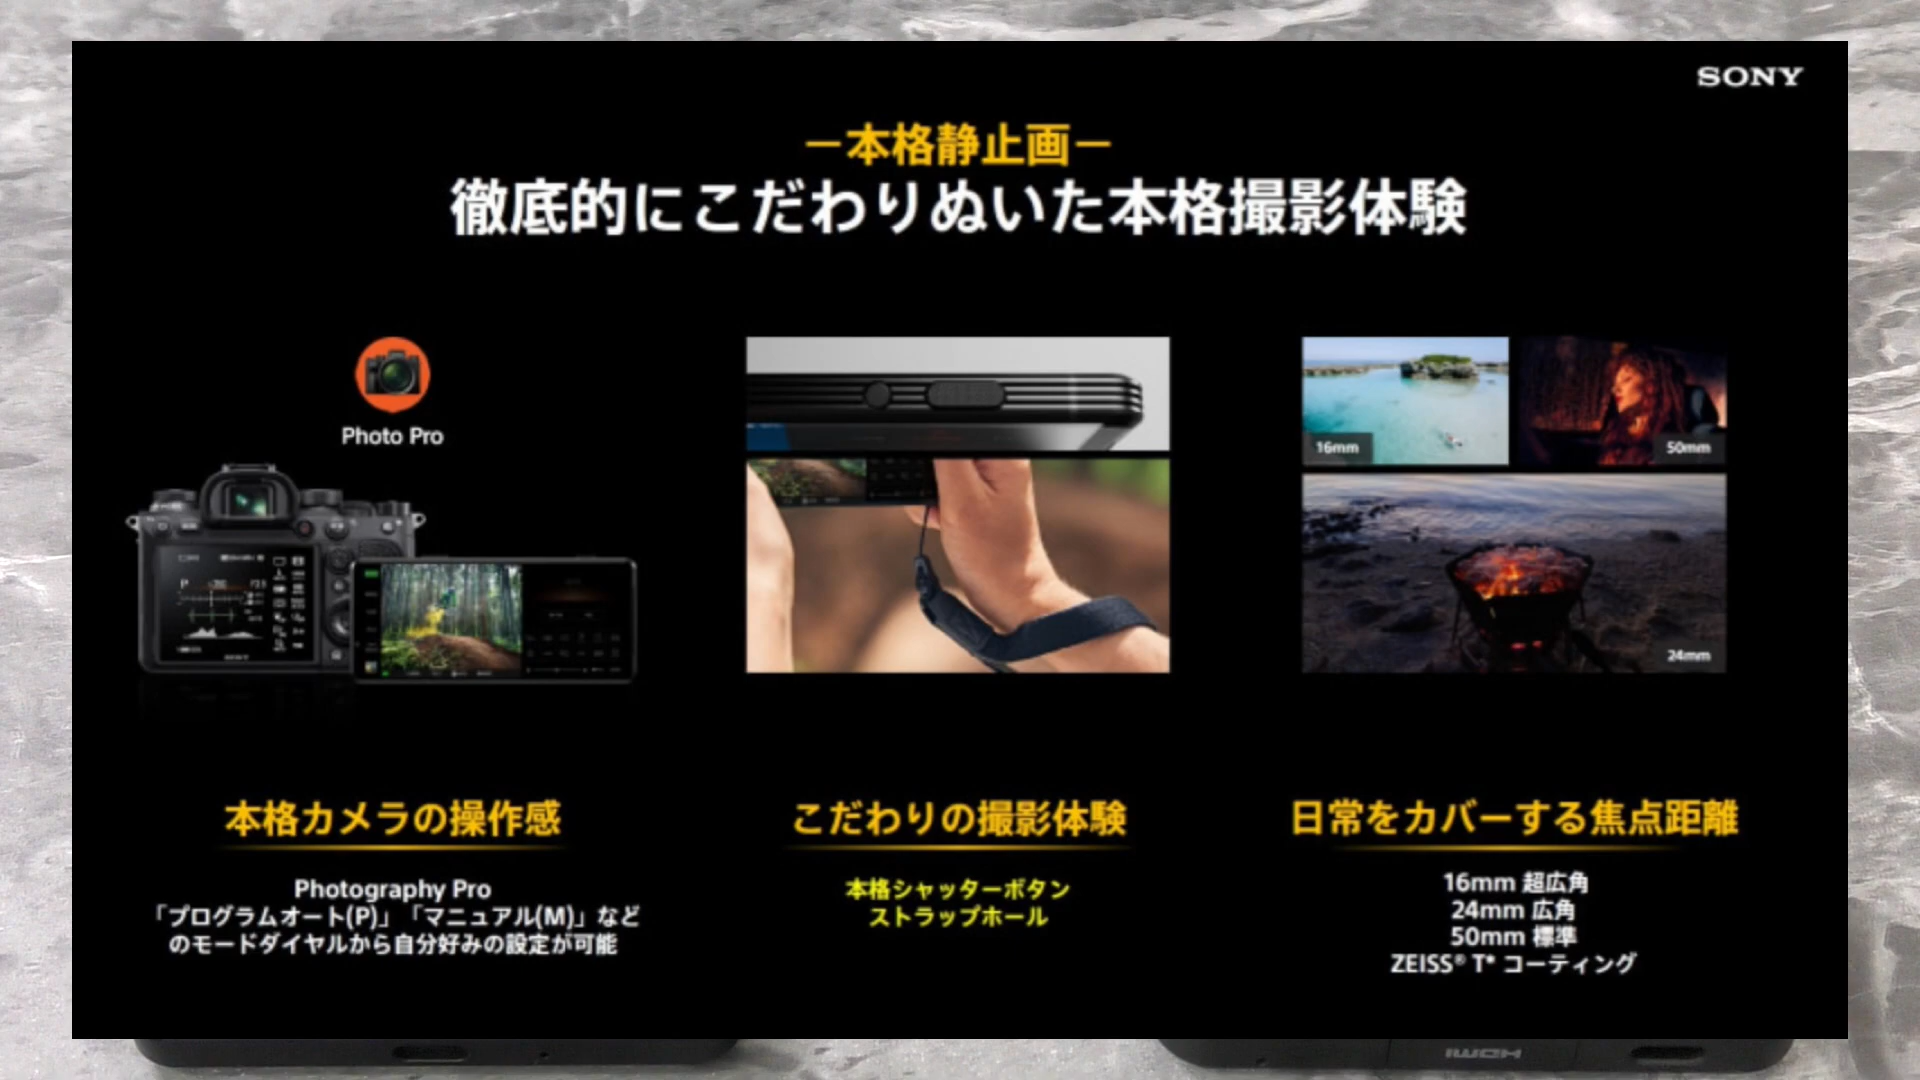 SONY
ー本格静止画ー
徹底的にこだわりぬいた本格撮影体験
Photo Pro
16mm
50mm
24mm
本格カメラの操作感
Photography Pro
「プログラムオート(P)」「マニュアル(M)」など
のモードダイヤルから自分好みの設定が可能
こだわりの撮影体験
本格シャッターボタン
ストラップホール
日常をカバーする焦点距離
16mm 超広角
24mm 広角
50mm 標準
ZEISS® T* コーティング
HDMI